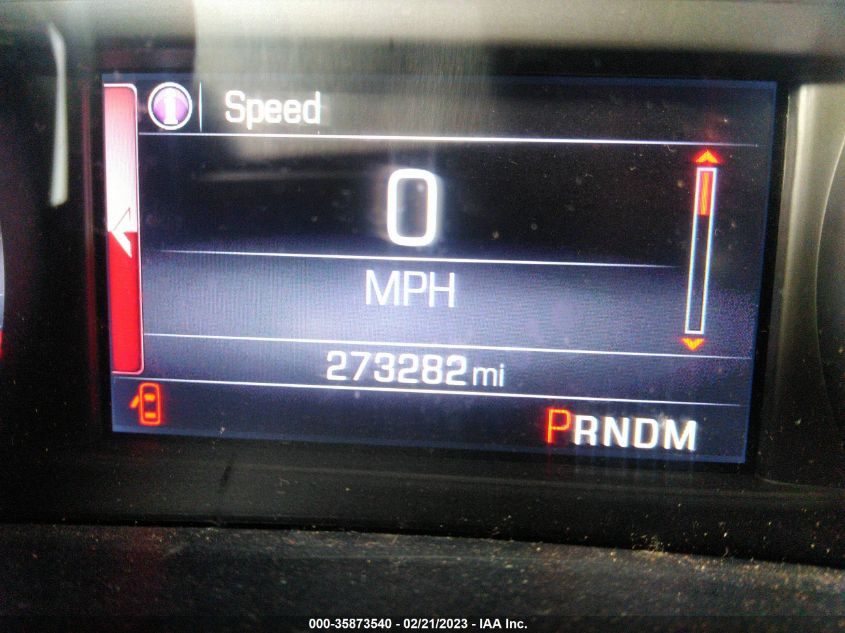 Speed
0
MPH
273282 mi
PRNDM
000-35873540 - 02/21/2023 - IAA Inc.